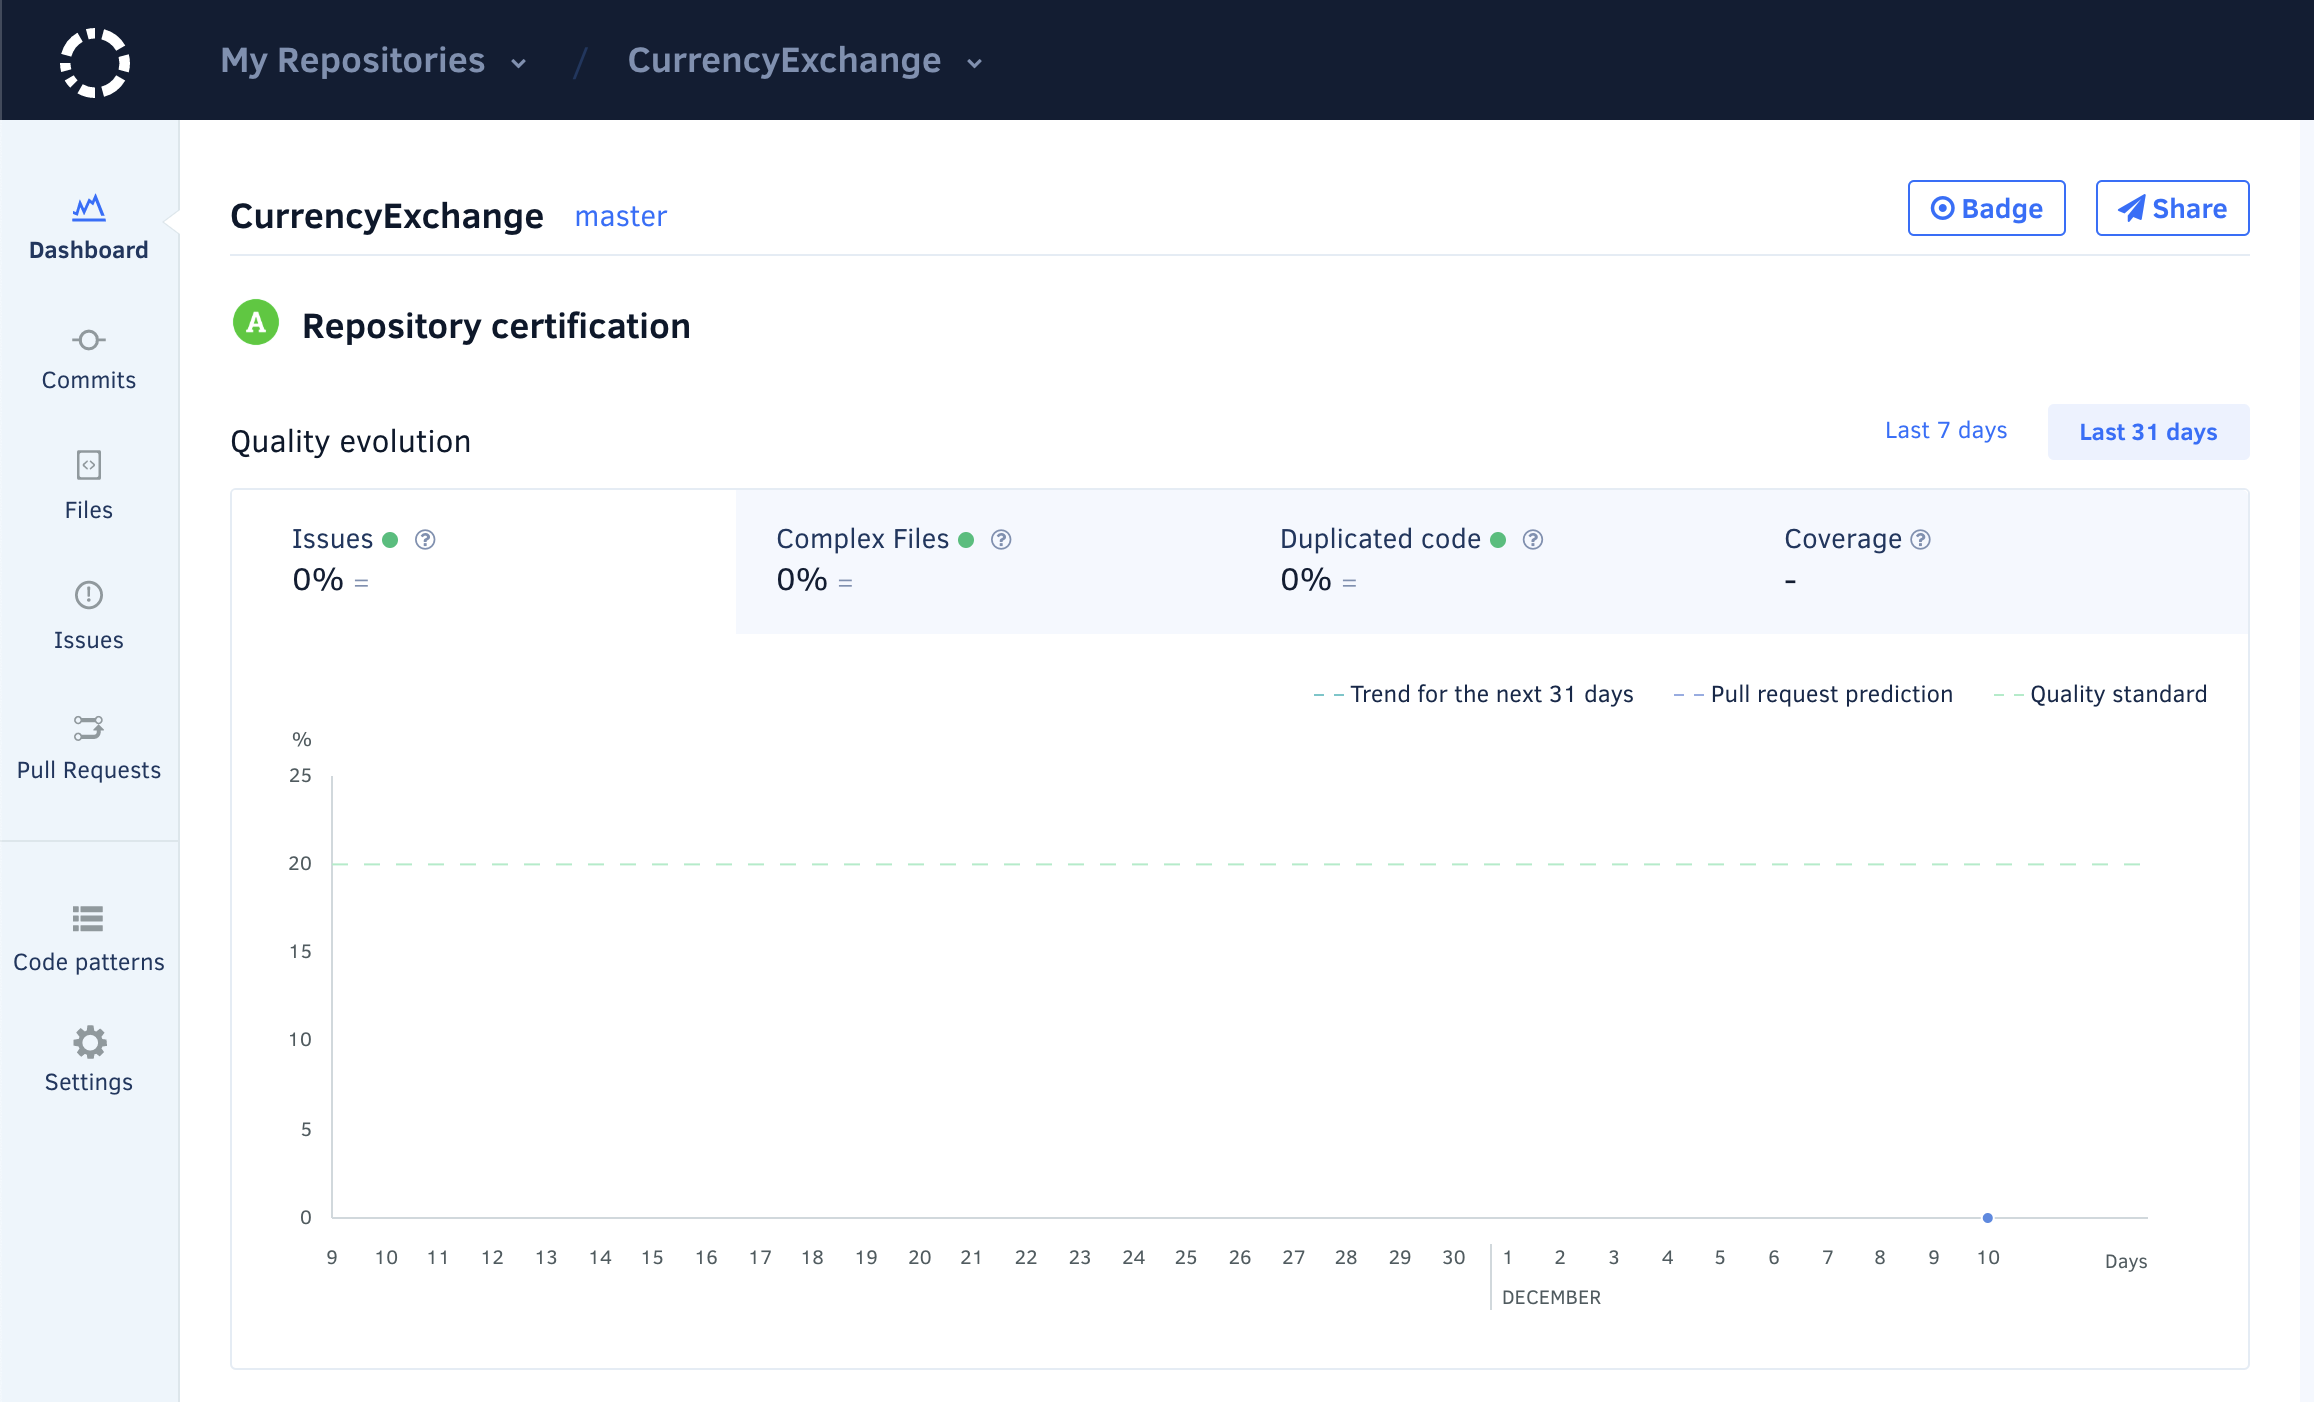 My Repositories / CurrencyExchange
Dashboard
Commits
Files
Issues
Pull Requests
Code patterns
Settings
CurrencyExchange master
Badge
Share
A Repository certification
Quality evolution
Last 7 days
Last 31 days
Issues ?
0% =
Complex Files ?
0% =
Duplicated code ?
0% =
Coverage ?
-
Trend for the next 31 days
Pull request prediction
Quality standard
%
25
20
15
10
5
0
9 10 11 12 13 14 15 16 17 18 19 20 21 22 23 24 25 26 27 28 29 30 1 2 3 4 5 6 7 8 9 10 Days
DECEMBER